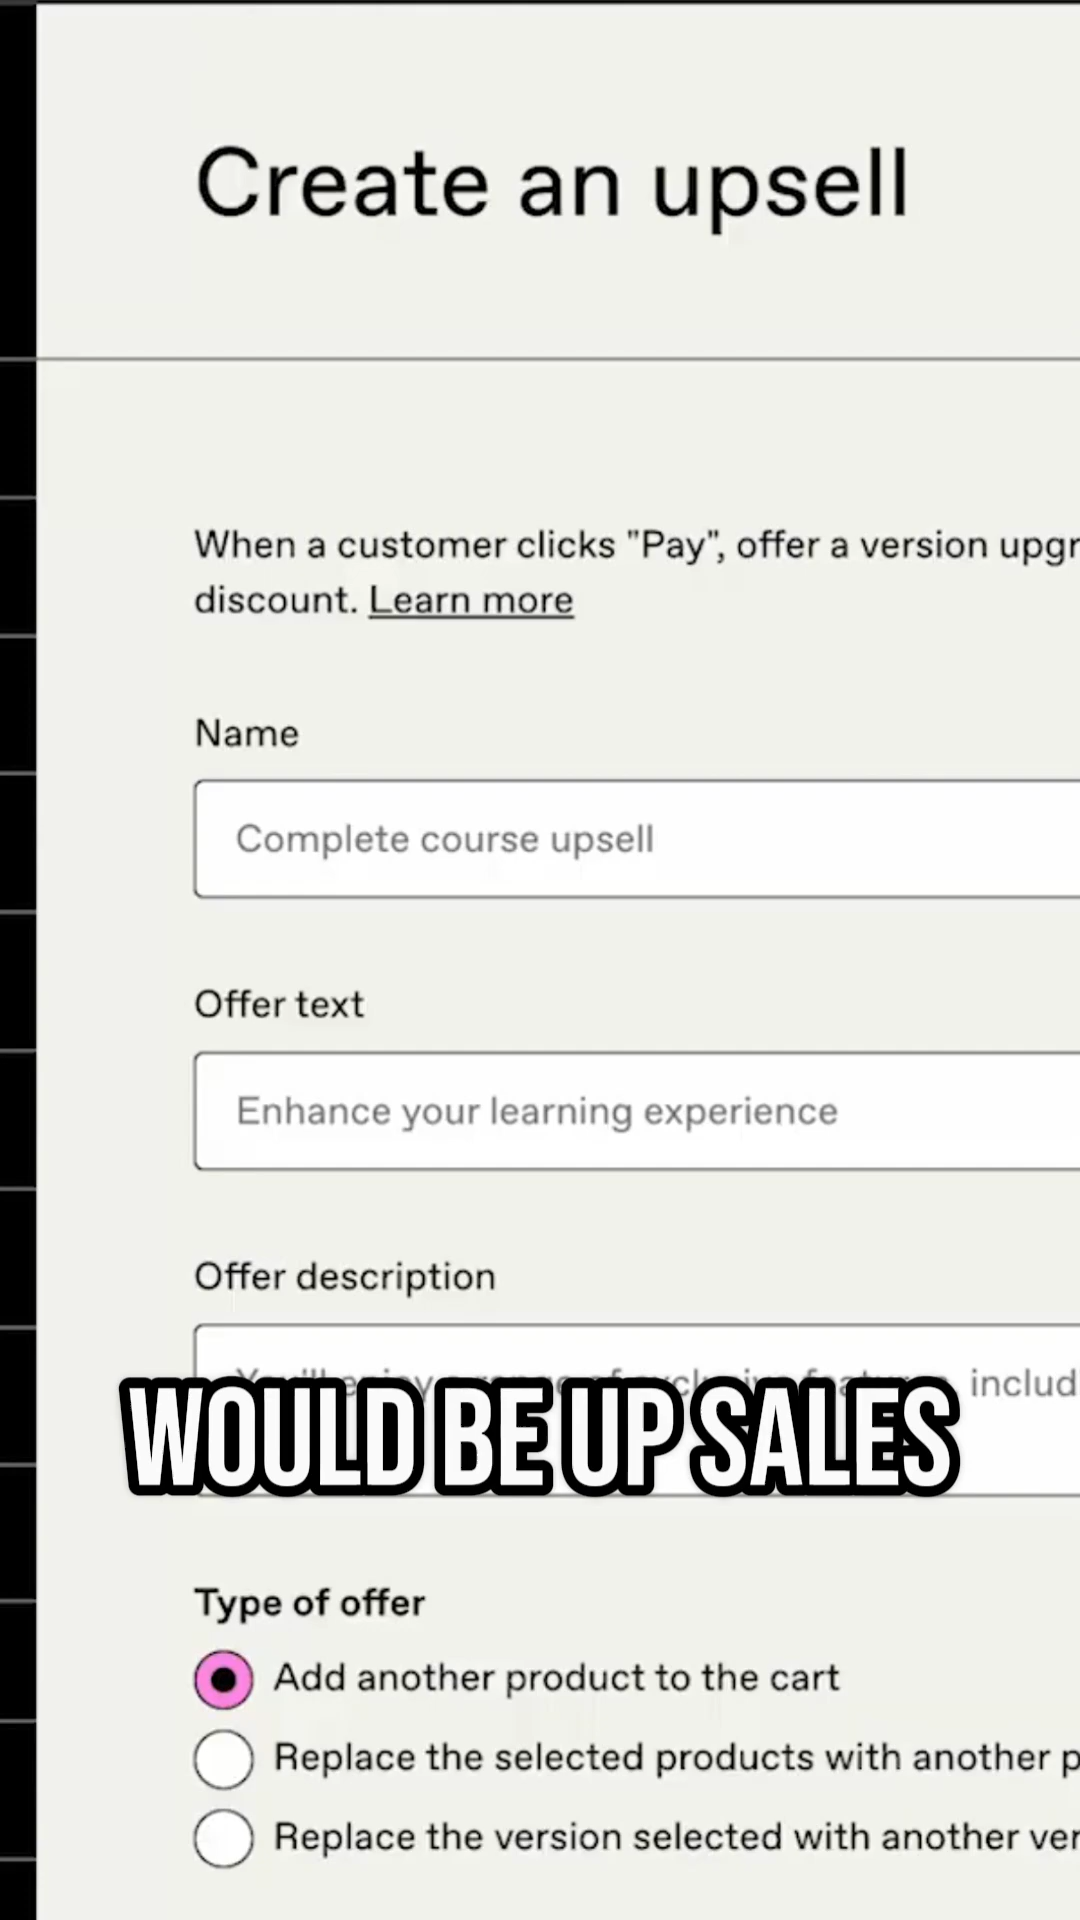 Create an upsell
When a customer clicks "Pay", offer a version upgr
discount. Learn more
Name
Complete course upsell
Offer text
Enhance your learning experience
Offer description
includ
WOULD BE UP SALES
Type of offer
Add another product to the cart
Replace the selected products with another p
Replace the version selected with another ver